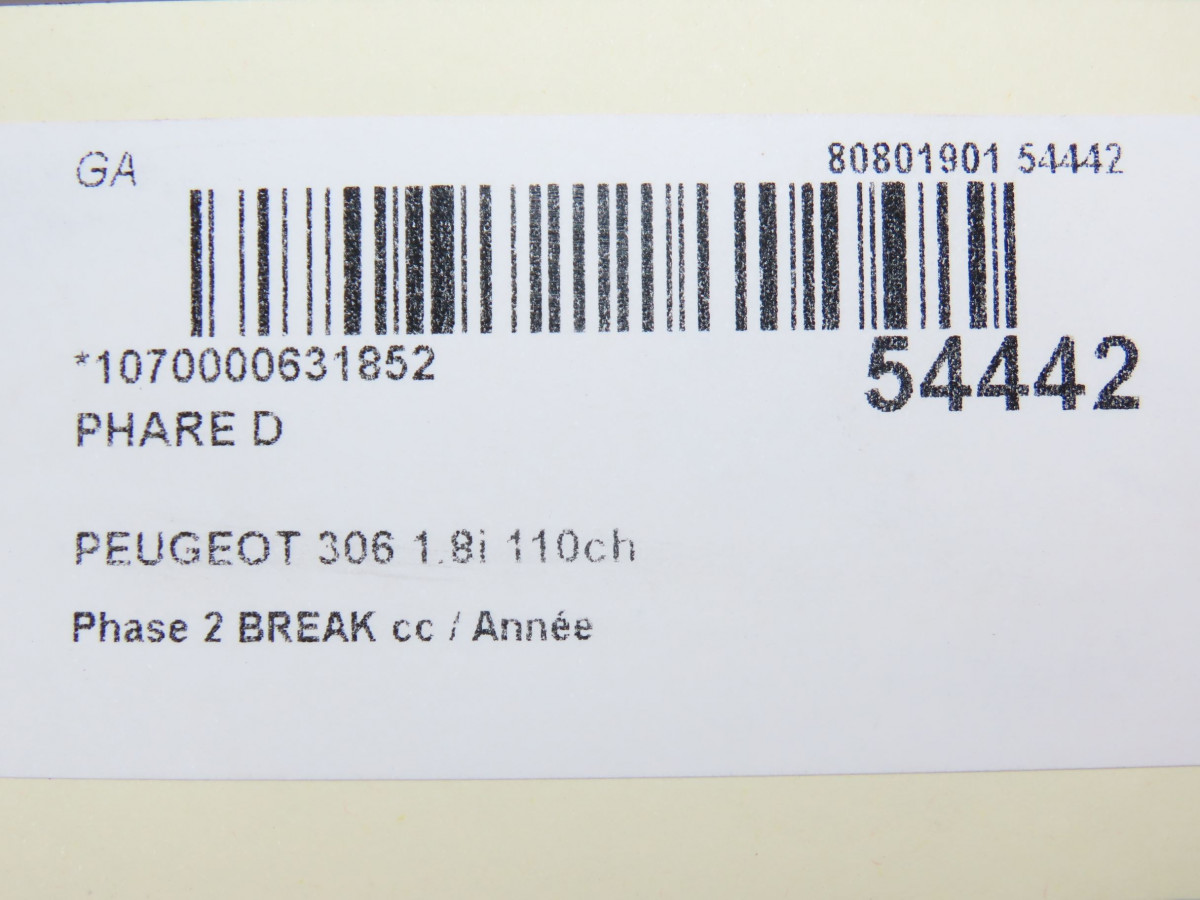 GA
80801901 54442
*1070000631852
54442
PHARE D
PEUGEOT 306 1.8i 110ch
Phase 2 BREAK cc / Année